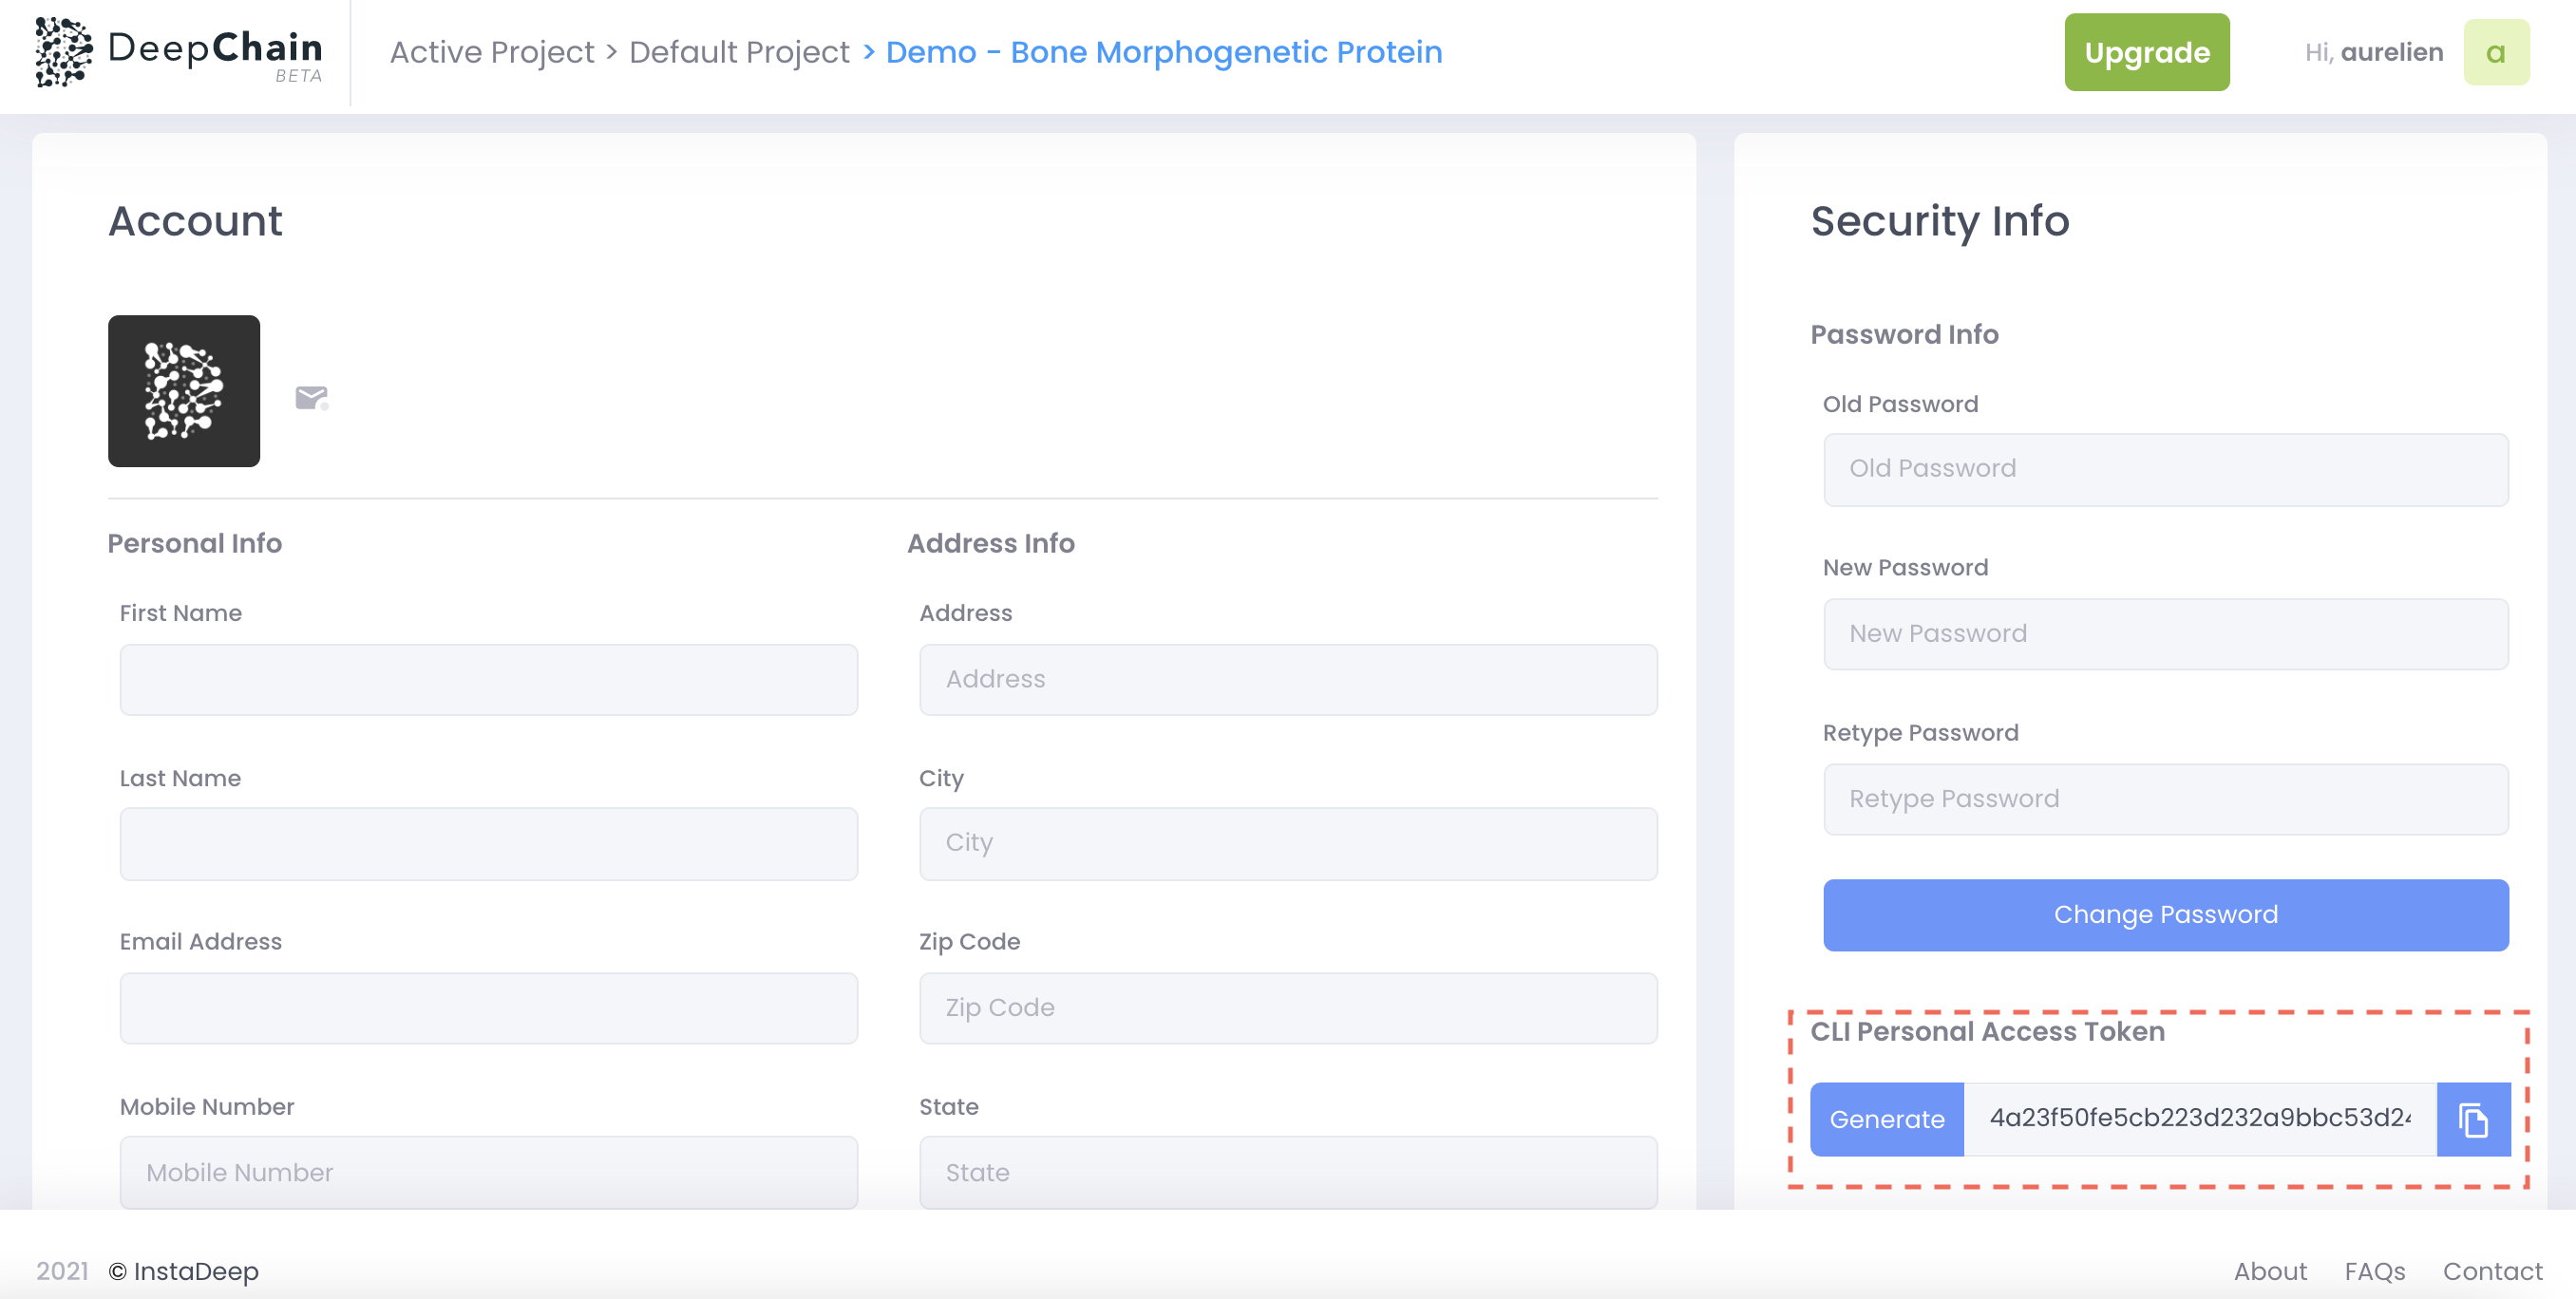 DeepChain
BETA
Active Project > Default Project > Demo - Bone Morphogenetic Protein
Upgrade
Hi, aurelien
a
Account
Personal Info
First Name
Last Name
Email Address
Mobile Number
Mobile Number
Address Info
Address
Address
City
City
Zip Code
Zip Code
State
State
Security Info
Password Info
Old Password
Old Password
New Password
New Password
Retype Password
Retype Password
Change Password
CLI Personal Access Token
Generate
4a23f50fe5cb223d232a9bbc53d2
2021 © InstaDeep
About
FAQs
Contact